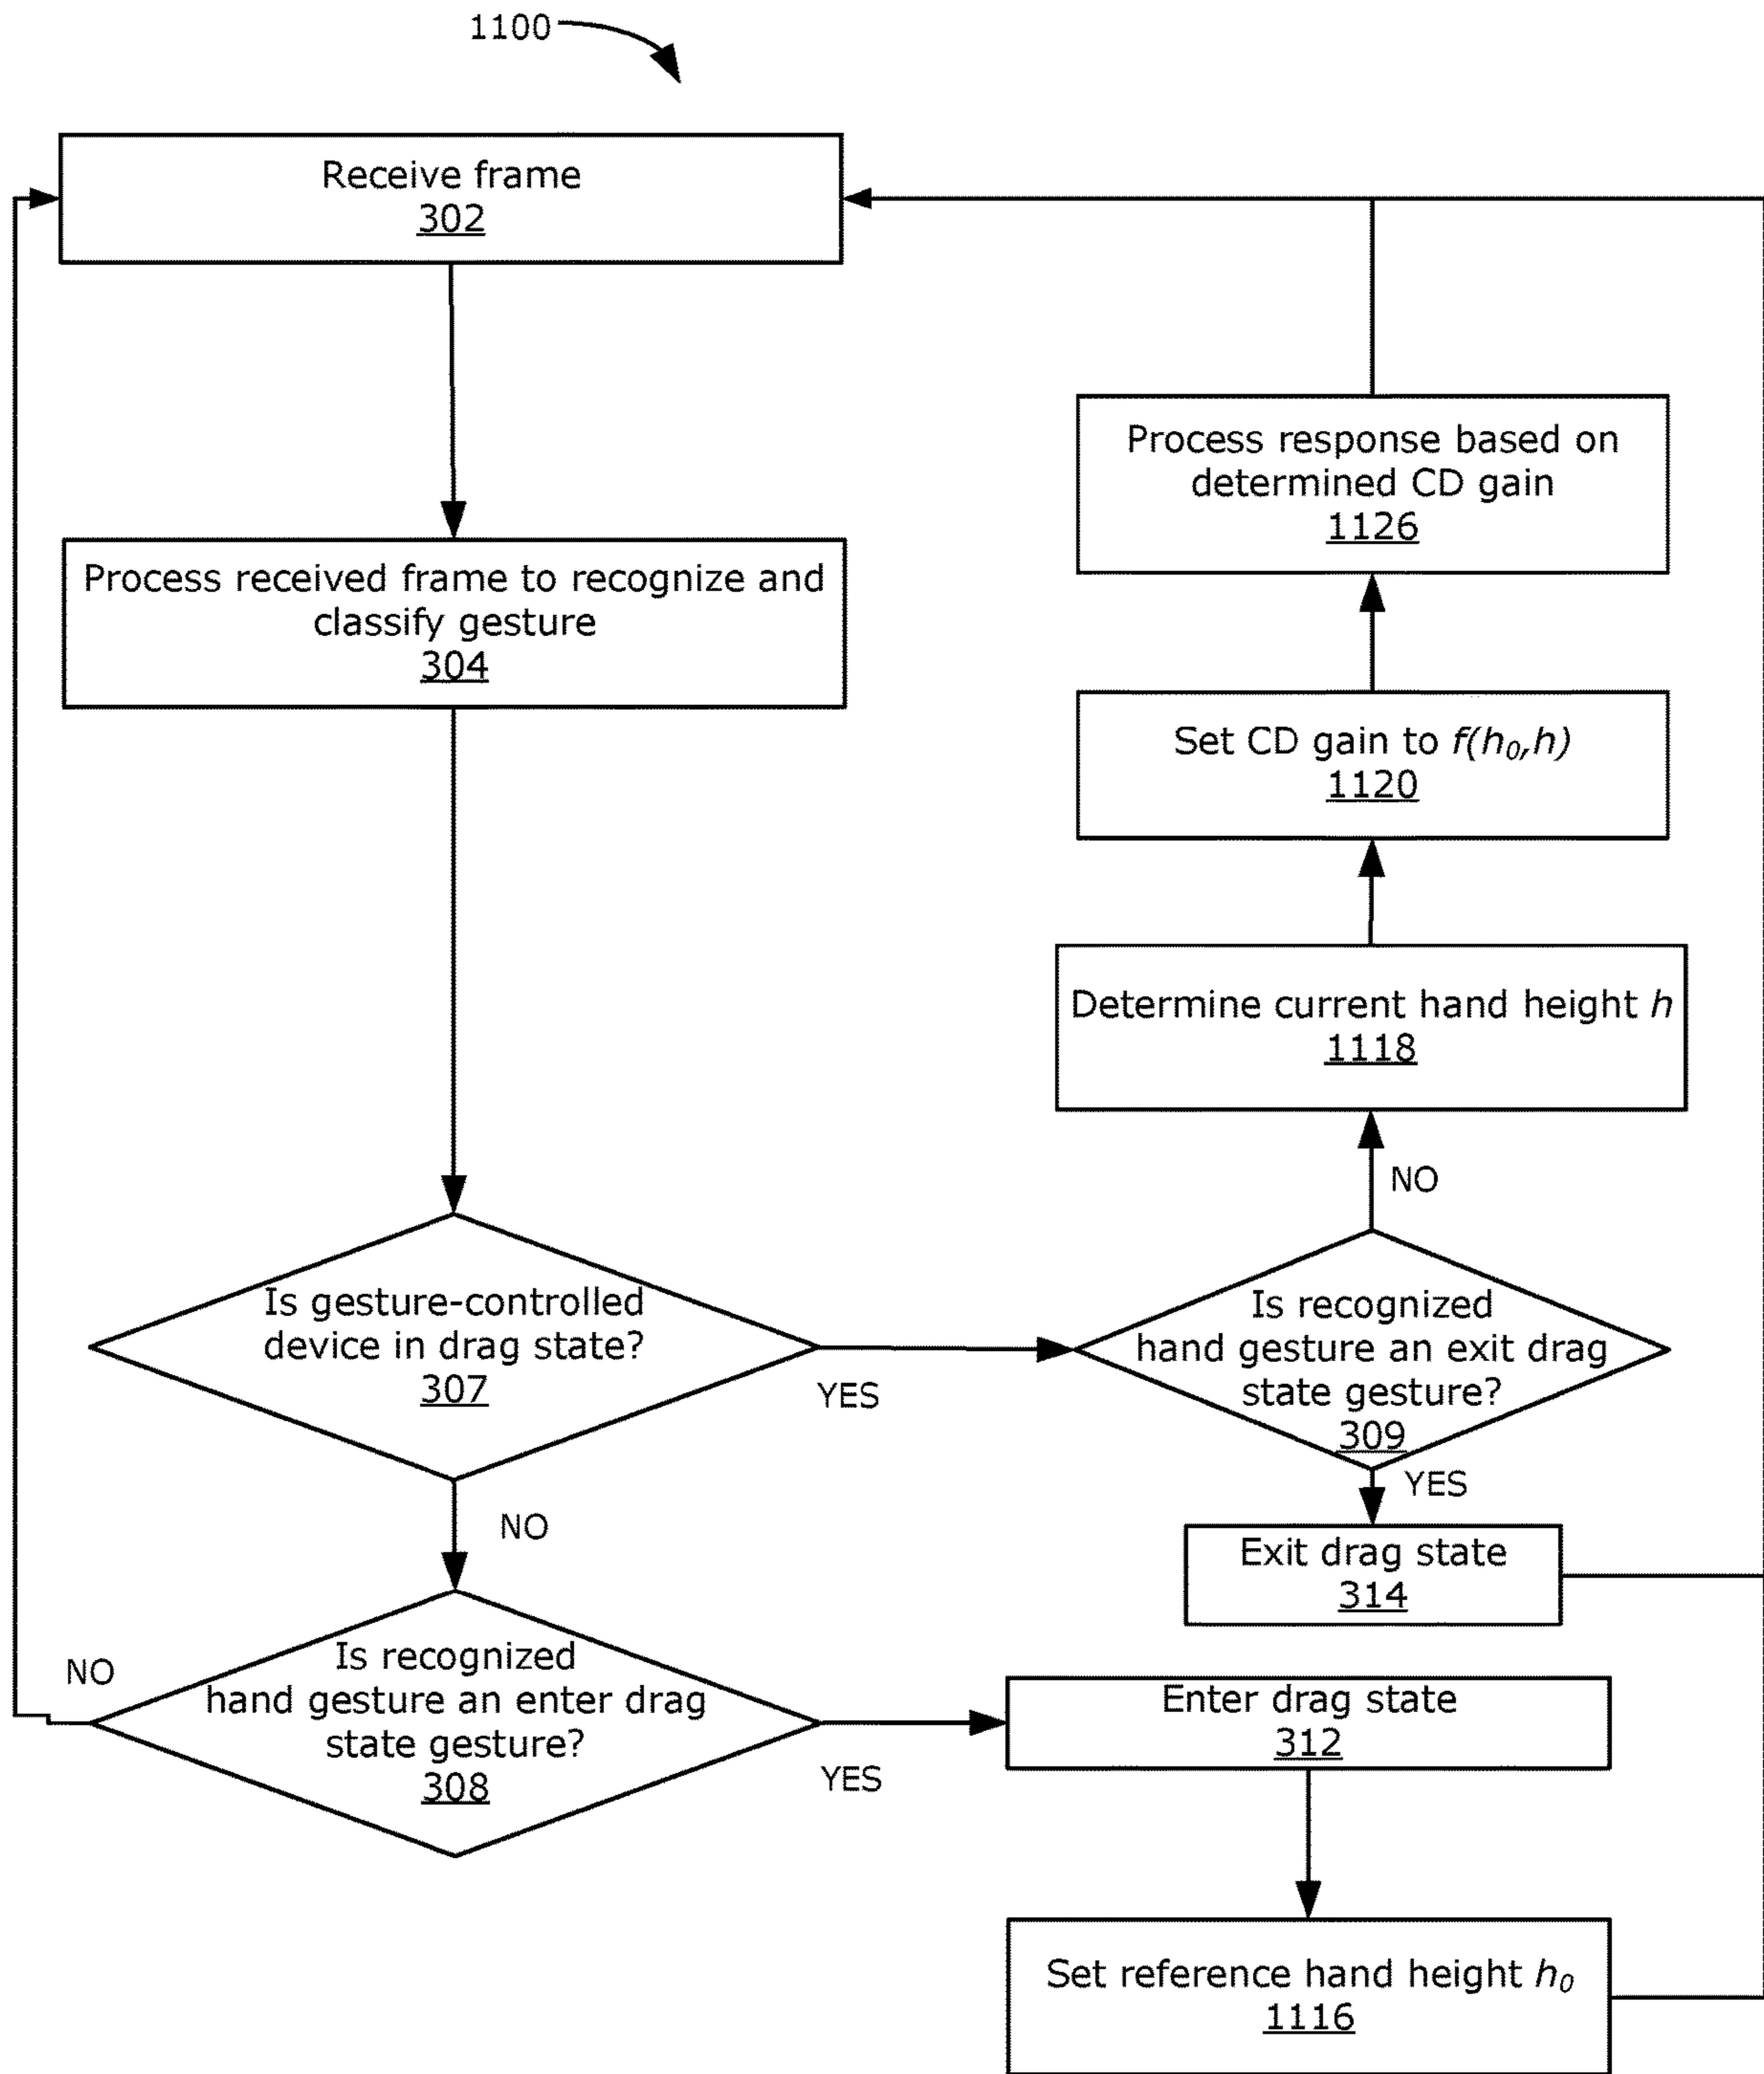 1100
Receive frame
302
Process received frame to recognize and
classify gesture
304
Is gesture-controlled
device in drag state?
307
YES
NO
Is recognized
hand gesture an enter drag
state gesture?
308
NO
YES
Process response based on
determined CD gain
1126
Set CD gain to f(h₀,h)
1120
Determine current hand height h
1118
NO
Is recognized
hand gesture an exit drag
state gesture?
309
YES
Exit drag state
314
Enter drag state
312
Set reference hand height h₀
1116